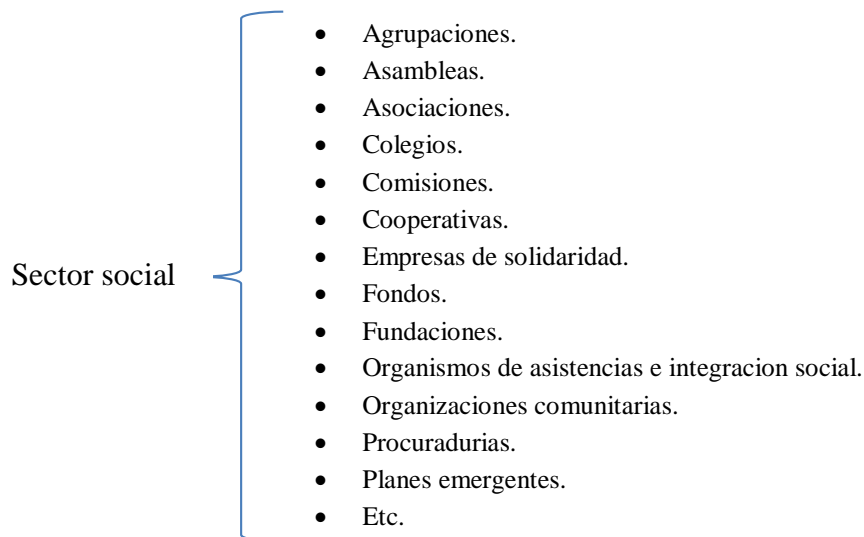 Agrupaciones.
Asambleas.
Asociaciones.
Colegios.
Comisiones.
Cooperativas.
Sector social
Empresas de solidaridad.
Fondos.
Fundaciones.
Organismos de asistencias e integracion social.
Organizaciones comunitarias.
Procuradurias.
Planes emergentes.
Etc.